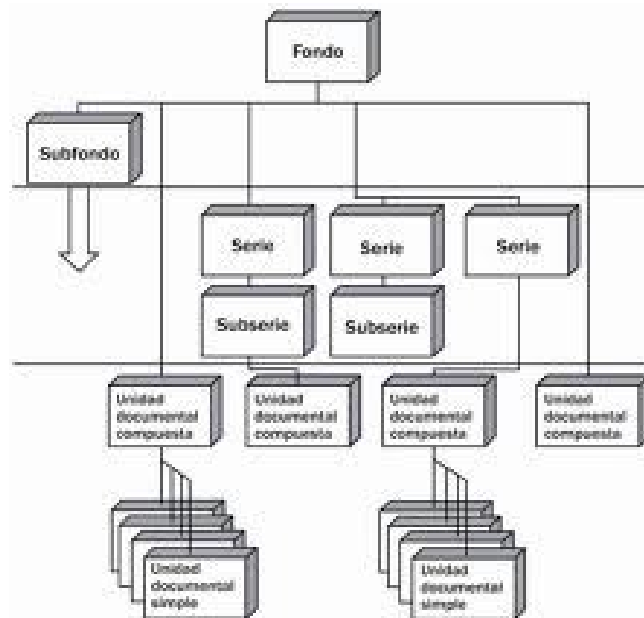 Fondo
Subfondo
Serie
Serie
Serie
Subserie
Subserie
Unidad
documental
compuesta
Unidad
documental
compuesta
Unidad
documental
compuesta
Unidad
documental
compuesta
Unidad
documental
simple
Unidad
documental
simple